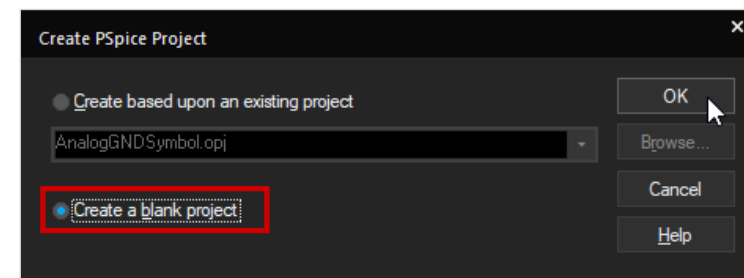 Create PSpice Project
Create based upon an existing project
OK
AnalogGNDSymbol.opj
Browse...
Create a blank project
Cancel
Help